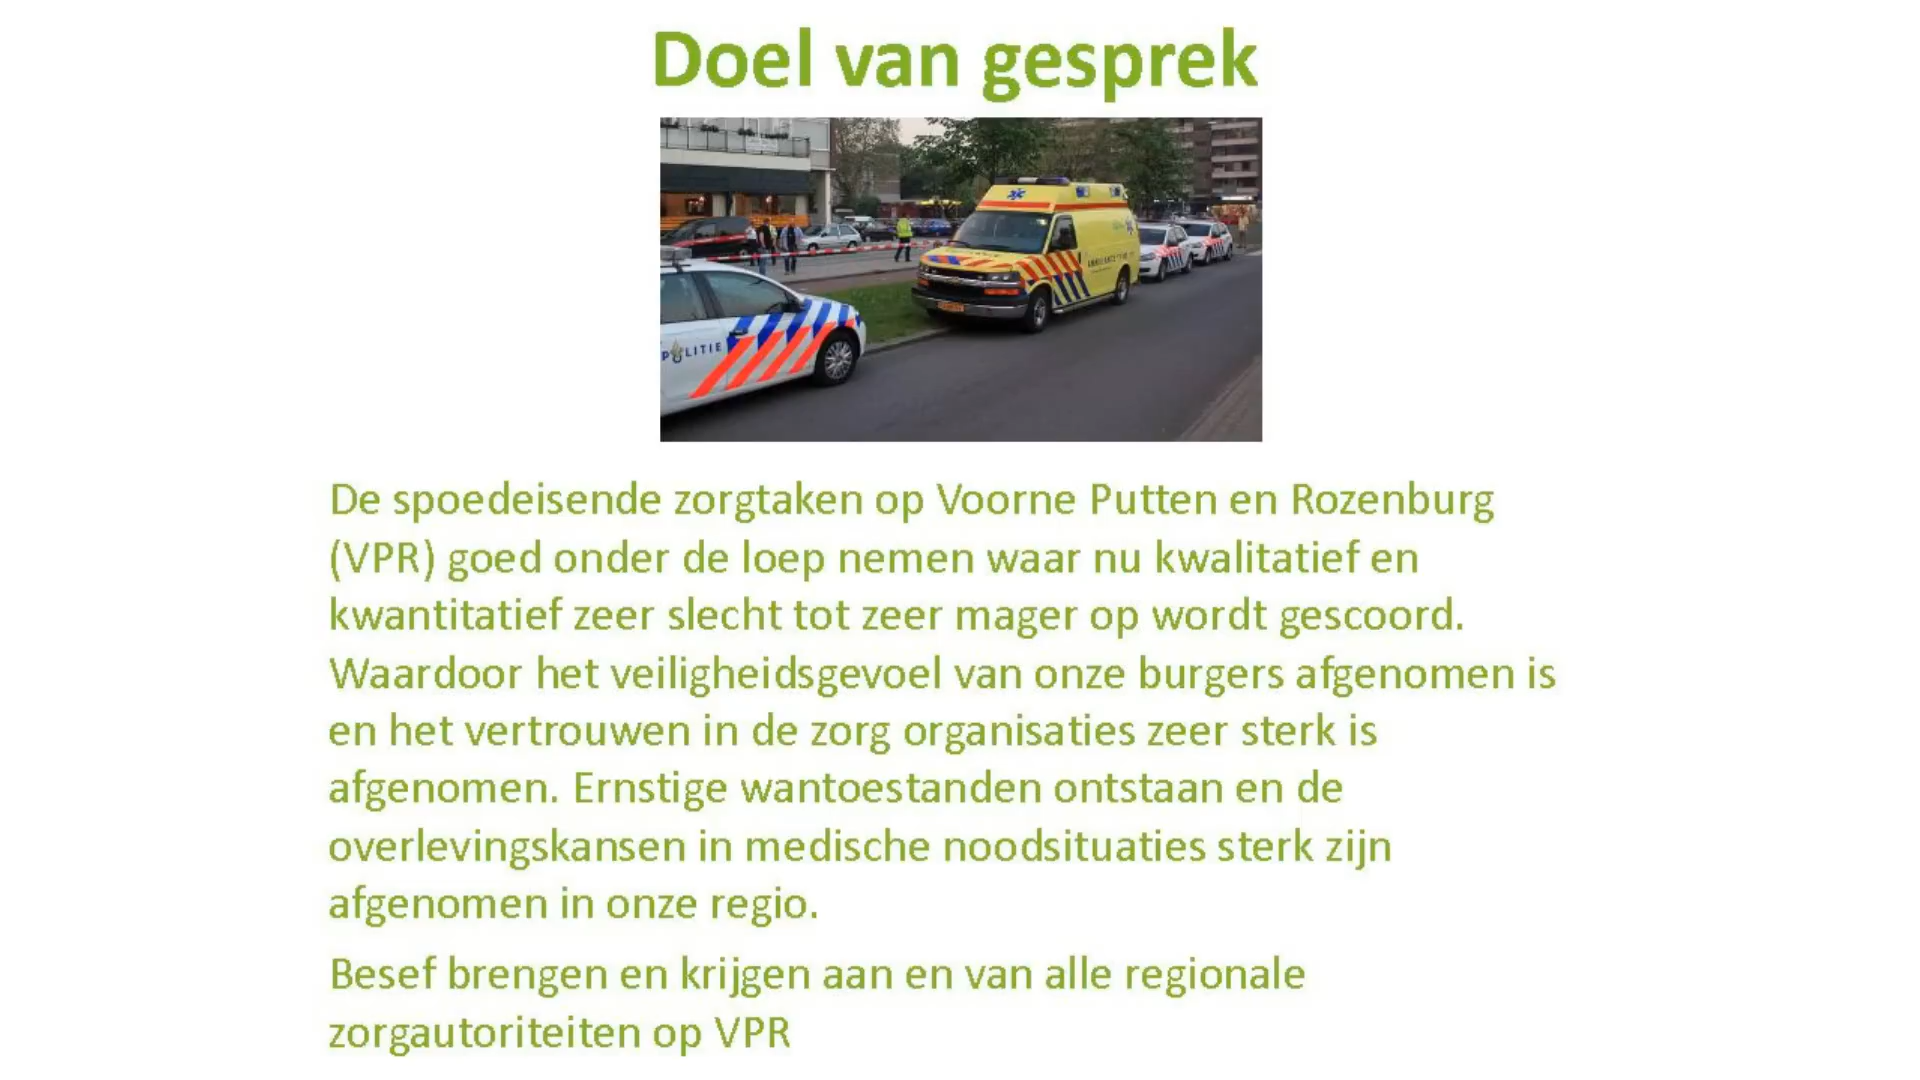 Doel van gesprek
POLITIE
De spoedeisende zorgtaken op Voorne Putten en Rozenburg
(VPR) goed onder de loep nemen waar nu kwalitatief en
kwantitatief zeer slecht tot zeer mager op wordt gescoord.
Waardoor het veiligheidsgevoel van onze burgers afgenomen is
en het vertrouwen in de zorg organisaties zeer sterk is
afgenomen. Ernstige wantoestanden ontstaan en de
overlevingskansen in medische noodsituaties sterk zijn
afgenomen in onze regio.
Besef brengen en krijgen aan en van alle regionale
zorgautoriteiten op VPR